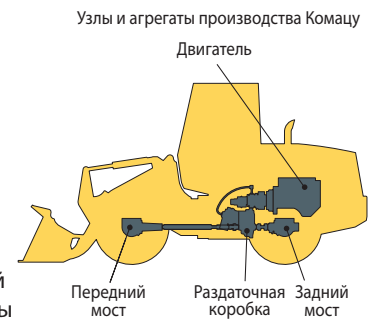 Узлы и агрегаты производства Комацу
Двигатель
й
ы
Передний
мост
Раздаточная
коробка
Задний
мост